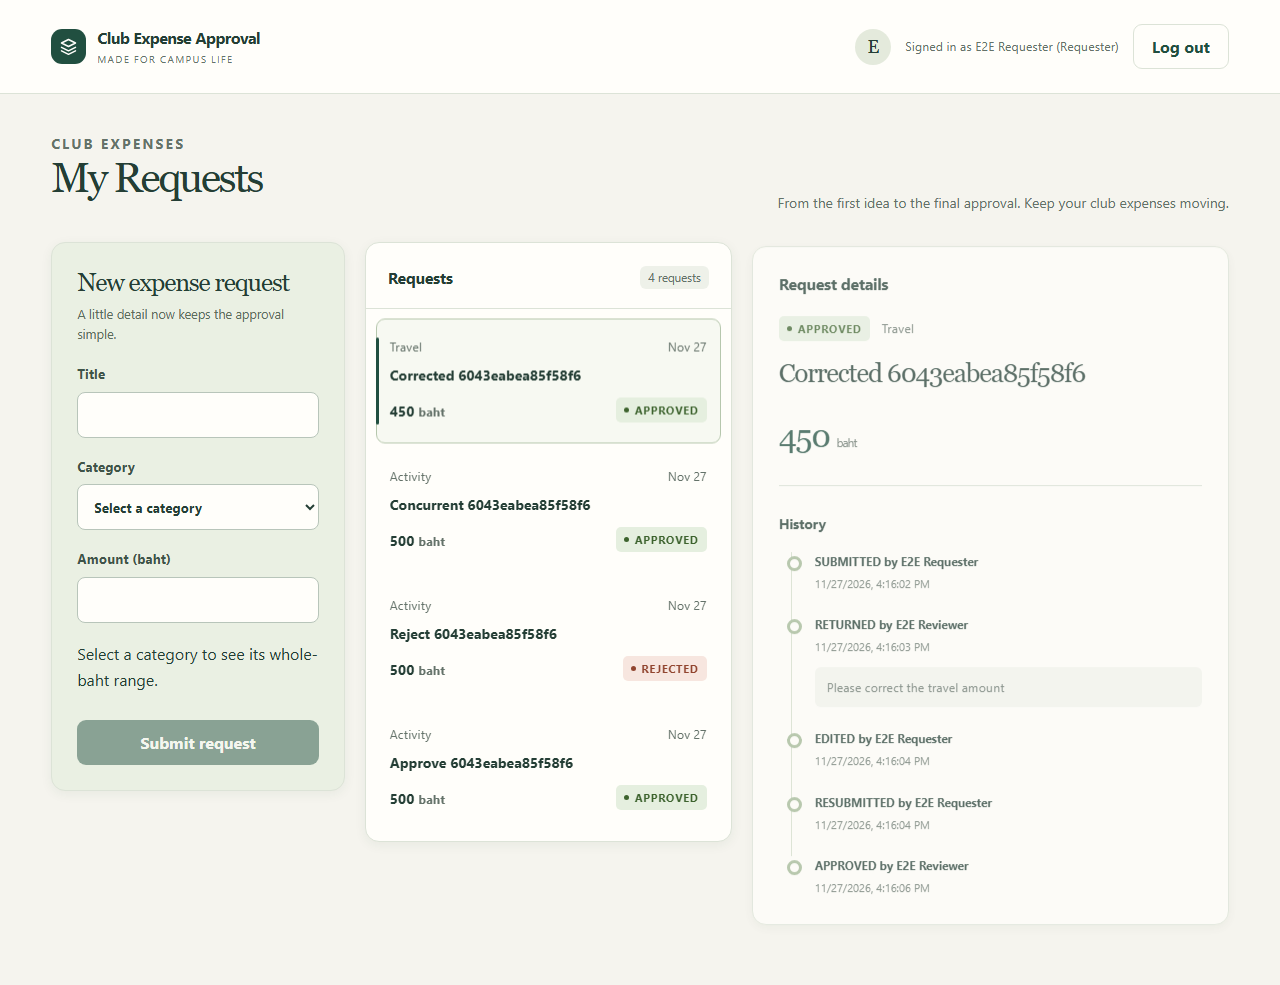 Club Expense Approval
MADE FOR CAMPUS LIFE
E
Signed in as E2E Requester (Requester)
Log out
CLUB EXPENSES
My Requests
From the first idea to the final approval. Keep your club expenses moving.
New expense request
A little detail now keeps the approval
simple.
Title
Category
Select a category
Amount (baht)
Select a category to see its whole-
baht range.
Submit request
Requests
4 requests
Travel
Nov 27
Corrected 6043eabea85f58f6
450 baht
APPROVED
Activity
Nov 27
Concurrent 6043eabea85f58f6
500 baht
APPROVED
Activity
Nov 27
Reject 6043eabea85f58f6
500 baht
REJECTED
Activity
Nov 27
Approve 6043eabea85f58f6
500 baht
APPROVED
Request details
APPROVED
Travel
Corrected 6043eabea85f58f6
450 baht
History
SUBMITTED by E2E Requester
11/27/2026, 4:16:02 PM
RETURNED by E2E Reviewer
11/27/2026, 4:16:03 PM
Please correct the travel amount
EDITED by E2E Requester
11/27/2026, 4:16:04 PM
RESUBMITTED by E2E Requester
11/27/2026, 4:16:04 PM
APPROVED by E2E Reviewer
11/27/2026, 4:16:06 PM